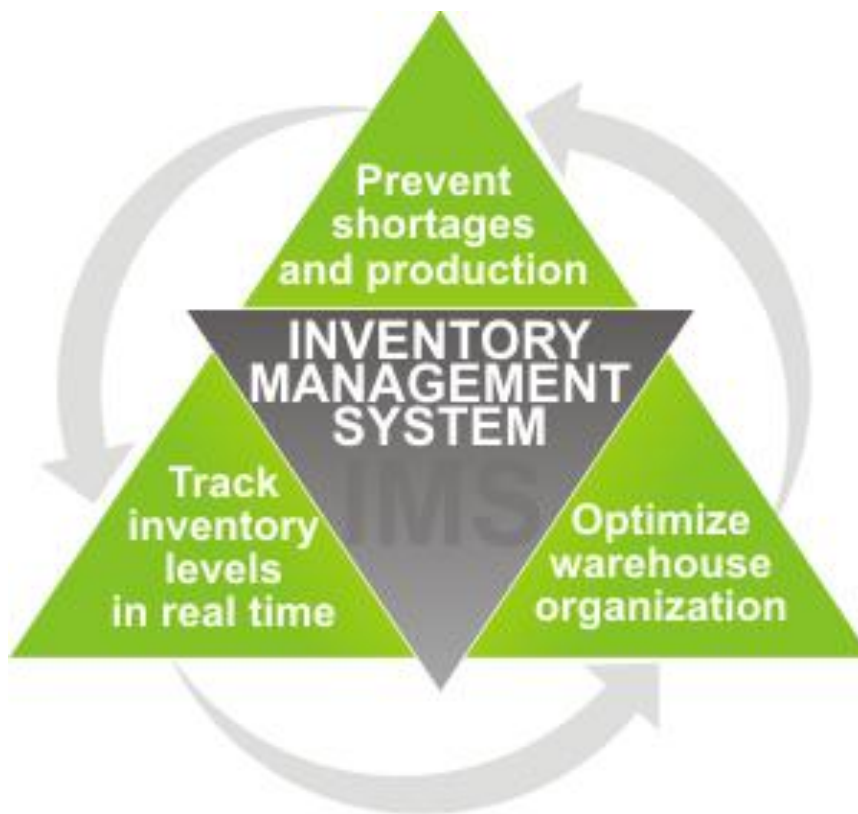 Prevent
shortages
and production
INVENTORY
MANAGEMENT
SYSTEM
IMS
Track
inventory
levels
in real time
Optimize
warehouse
organization